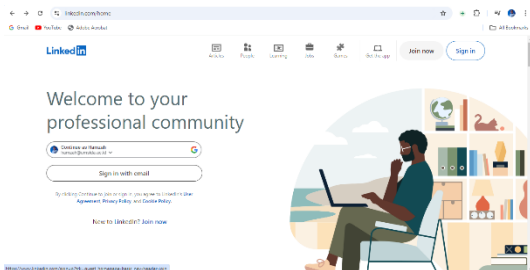 linkedin.com/home
Gmail YouTube Adobe Acrobat All Bookmarks
Linked in
Articles People Learning Jobs Games Get the app Join now Sign in
Welcome to your
professional community
Sign in with email
By clicking Continue to join or sign in, you agree to LinkedIn's User
Agreement, Privacy Policy, and Cookie Policy.
New to LinkedIn? Join now